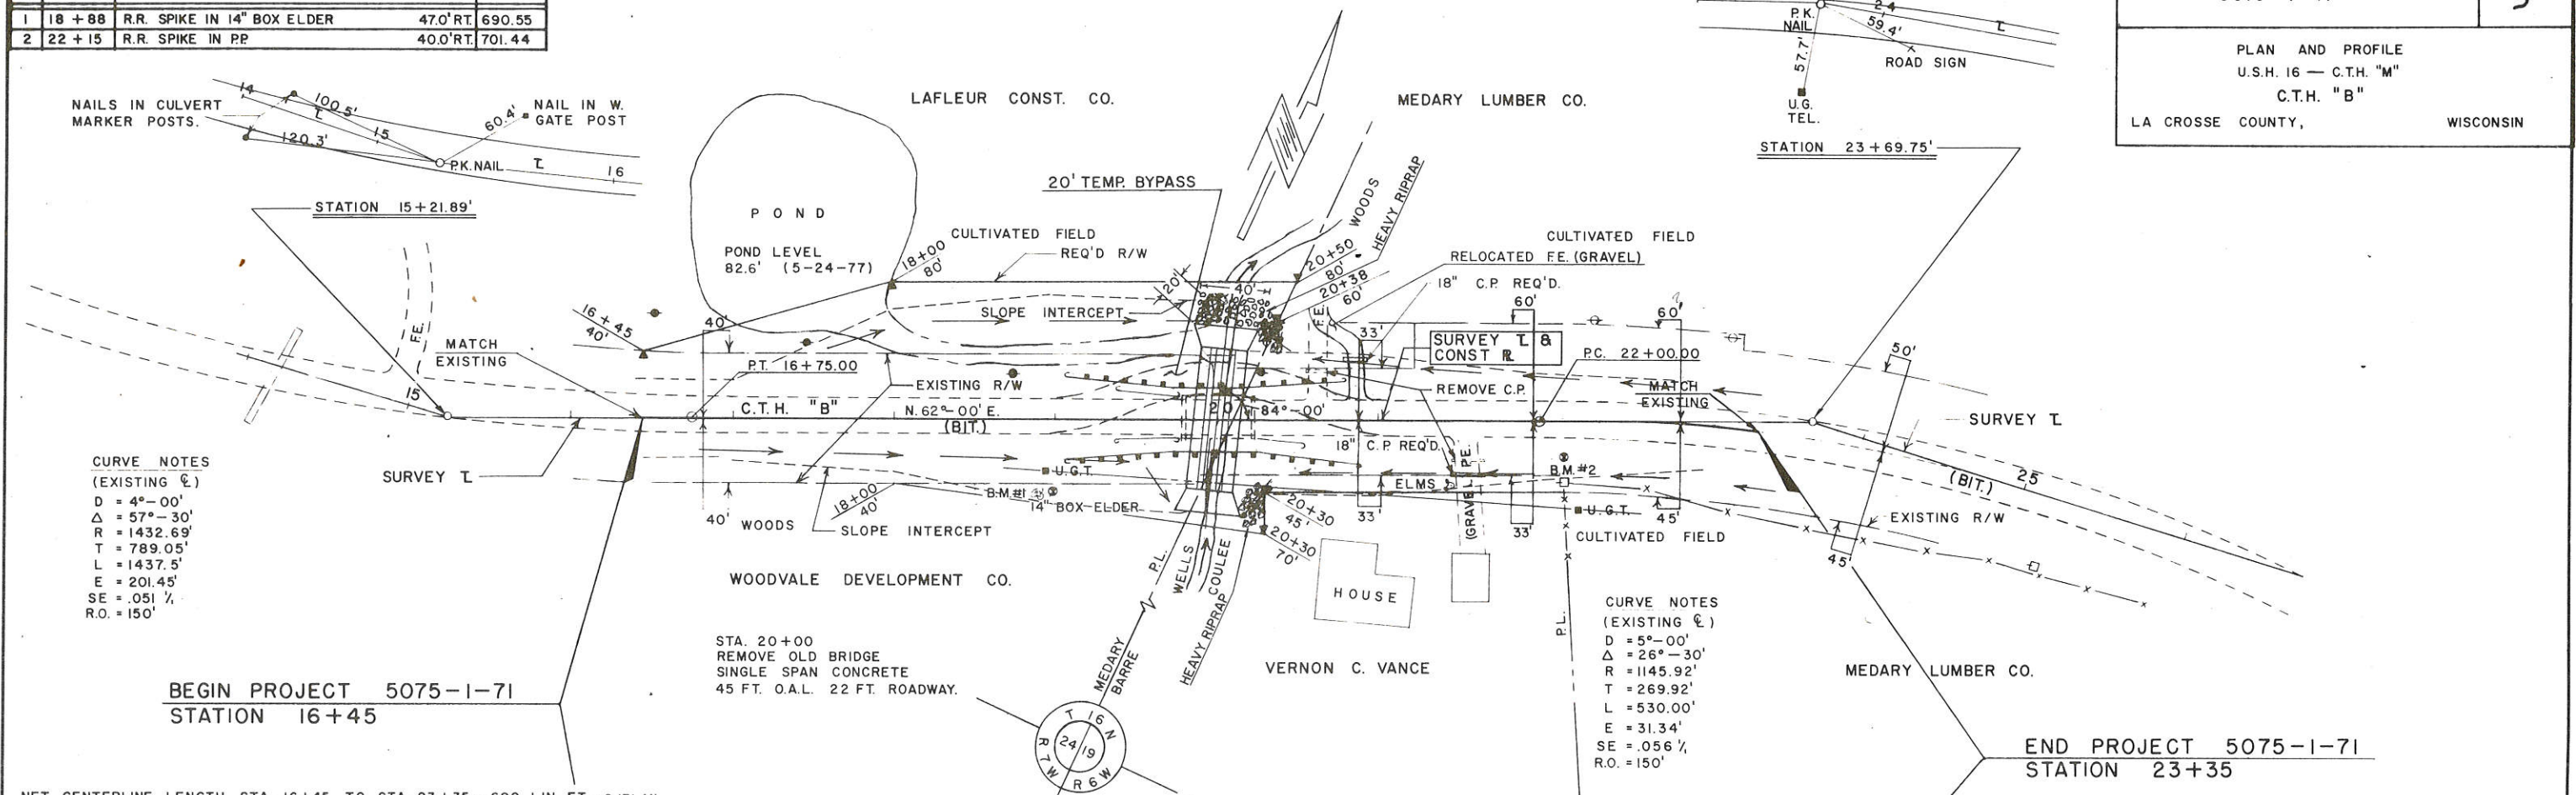 1 18 + 88 R.R. SPIKE IN 14" BOX ELDER 47.0' RT. 690.55
2 22 + 15 R.R. SPIKE IN P.P. 40.0' RT. 701.44
NAILS IN CULVERT
MARKER POSTS.
14
100.5'
15
120.3'
60.4'
NAIL IN W.
GATE POST
P.K. NAIL
16
P.K.
NAIL
24
59.4'
57.7'
ROAD SIGN
U.G.
TEL.
PLAN AND PROFILE
U.S.H. 16 — C.T.H. "M"
C.T.H. "B"
LA CROSSE COUNTY, WISCONSIN
LAFLEUR CONST. CO.
MEDARY LUMBER CO.
STATION 23+69.75'
STATION 15+21.89'
20' TEMP. BYPASS
POND
POND LEVEL
82.6' (5-24-77)
CULTIVATED FIELD
REQ'D R/W
18+00
80'
WOODS
HEAVY RIPRAP
20+50
80'
20+38
60'
CULTIVATED FIELD
RELOCATED F.E. (GRAVEL)
18" C.P. REQ'D.
SLOPE INTERCEPT
20'
40'
F.E.
16+45
40'
40'
F.E.
MATCH
EXISTING
P.T. 16+75.00
EXISTING R/W
33'
SURVEY &
CONST
60'
60'
P.C. 22+00.00
REMOVE C.P.
MATCH
EXISTING
50'
15
C.T.H. "B"
N. 62°-00' E.
(BIT.)
20
84°-00'
SURVEY
SURVEY
18" C.P. REQ'D.
U.G.T.
B.M.#1
14" BOX-ELDER
18+00
40'
40'
WOODS
SLOPE INTERCEPT
ELMS
(GRAVEL) P.E.
B.M.#2
U.G.T.
33'
33'
45'
CULTIVATED FIELD
(BIT.)
25
EXISTING R/W
45'
20+30
45'
20+30
70'
CURVE NOTES
(EXISTING ℄)
D = 4°-00'
Δ = 57°-30'
R = 1432.69'
T = 789.05'
L = 1437.5'
E = 201.45'
SE = .051 '/,
R.O. = 150'
WOODVALE DEVELOPMENT CO.
P.L.
WELLS
COULEE
HEAVY RIPRAP
HOUSE
P.L.
STA. 20+00
REMOVE OLD BRIDGE
SINGLE SPAN CONCRETE
45 FT. O.A.L. 22 FT. ROADWAY.
MEDARY
BARRE
VERNON C. VANCE
CURVE NOTES
(EXISTING ℄)
D = 5°-00'
Δ = 26°-30'
R = 1145.92'
T = 269.92'
L = 530.00'
E = 31.34'
SE = .056 '/,
R.O. = 150'
MEDARY LUMBER CO.
BEGIN PROJECT 5075-1-71
STATION 16+45
T 16 N
24 19
R 7 W
R 6 W
END PROJECT 5075-1-71
STATION 23+35